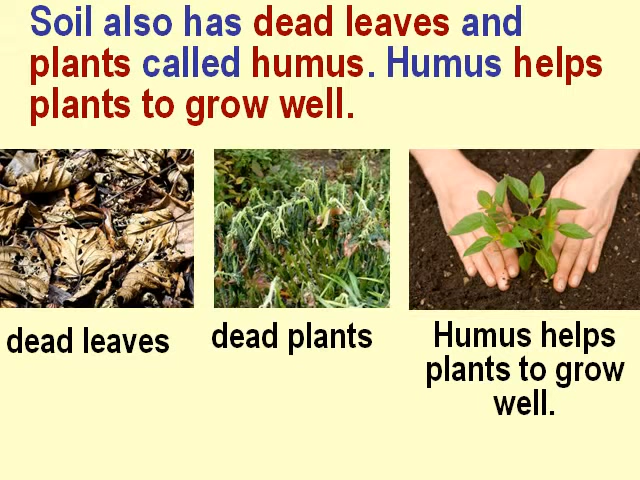 Soil also has dead leaves and
plants called humus. Humus helps
plants to grow well.
dead leaves
dead plants
Humus helps
plants to grow
well.